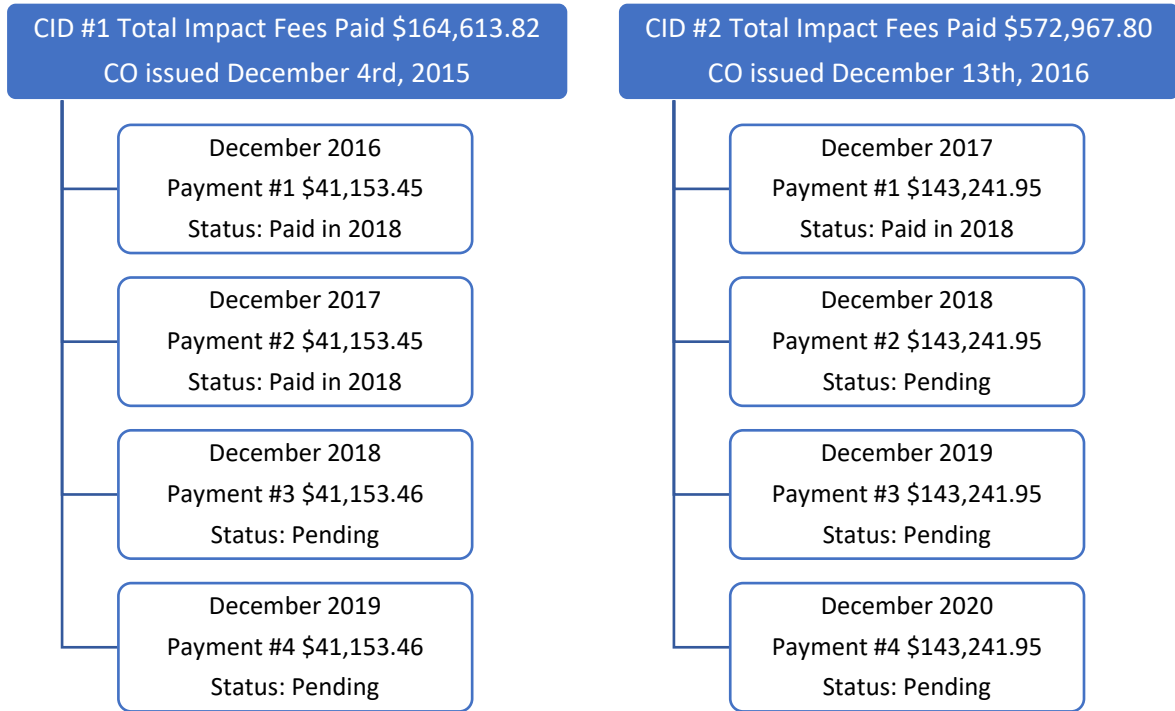 CID #1 Total Impact Fees Paid $164,613.82
CO issued December 4rd, 2015
December 2016
Payment #1 $41,153.45
Status: Paid in 2018
December 2017
Payment #2 $41,153.45
Status: Paid in 2018
December 2018
Payment #3 $41,153.46
Status: Pending
December 2019
Payment #4 $41,153.46
Status: Pending
CID #2 Total Impact Fees Paid $572,967.80
CO issued December 13th, 2016
December 2017
Payment #1 $143,241.95
Status: Paid in 2018
December 2018
Payment #2 $143,241.95
Status: Pending
December 2019
Payment #3 $143,241.95
Status: Pending
December 2020
Payment #4 $143,241.95
Status: Pending